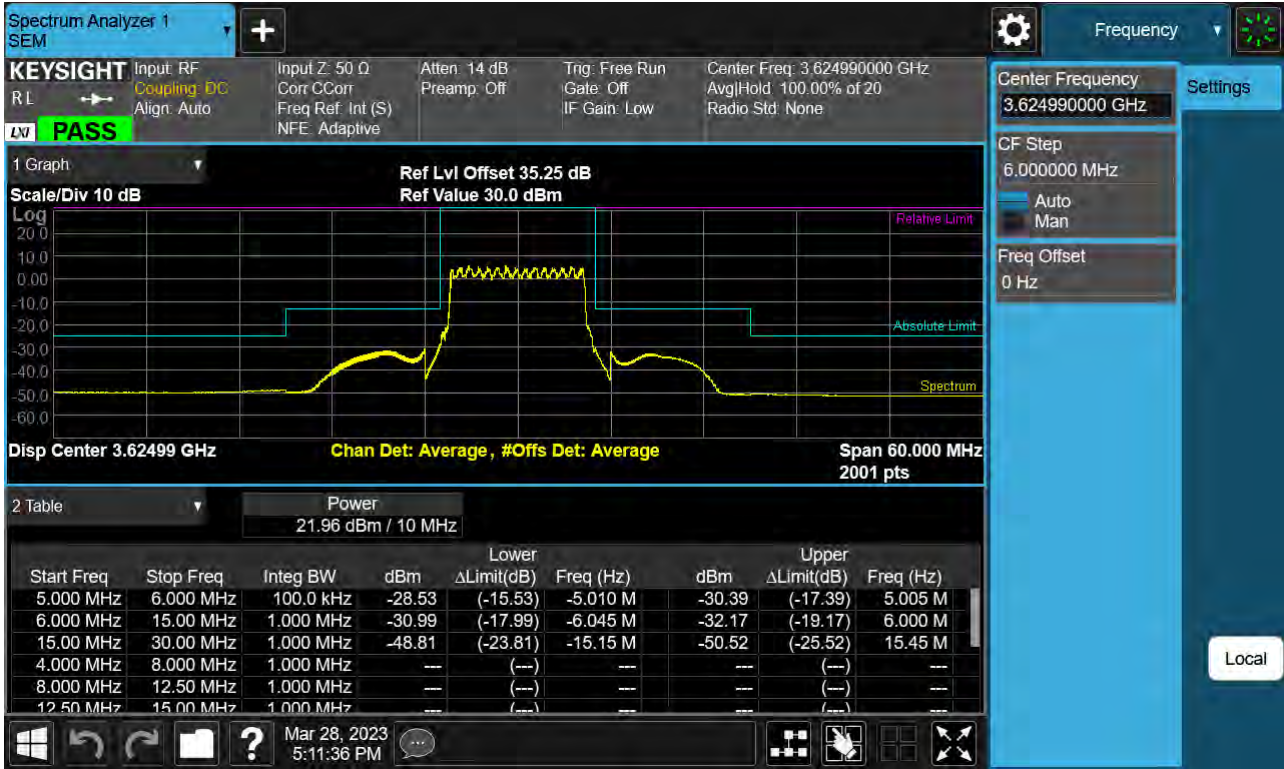 Spectrum Analyzer 1
SEM
Frequency
KEYSIGHT
RL
LXI
PASS
Input: RF
Coupling: DC
Align: Auto
Input Z: 50 Ω
Corr CCorr
Freq Ref: Int (S)
NFE: Adaptive
Atten: 14 dB
Preamp: Off
Trig: Free Run
Gate: Off
IF Gain: Low
Center Freq: 3.624990000 GHz
Avg|Hold: 100.00% of 20
Radio Std: None
Center Frequency
3.624990000 GHz
Settings
CF Step
6.000000 MHz
Auto
Man
Freq Offset
0 Hz
Local
1 Graph
Scale/Div 10 dB
Ref Lvl Offset 35.25 dB
Ref Value 30.0 dBm
Log
20.0
10.0
0.00
-10.0
-20.0
-30.0
-40.0
-50.0
-60.0
Relative Limit
Absolute Limit
Spectrum
Disp Center 3.62499 GHz
Chan Det: Average, #Offs Det: Average
Span 60.000 MHz
2001 pts
2 Table
Power
21.96 dBm / 10 MHz
Lower Upper
Start Freq Stop Freq Integ BW dBm ΔLimit(dB) Freq (Hz) dBm ΔLimit(dB) Freq (Hz)
5.000 MHz 6.000 MHz 100.0 kHz -28.53 (-15.53) -5.010 M -30.39 (-17.39) 5.005 M
6.000 MHz 15.00 MHz 1.000 MHz -30.99 (-17.99) -6.045 M -32.17 (-19.17) 6.000 M
15.00 MHz 30.00 MHz 1.000 MHz -48.81 (-23.81) -15.15 M -50.52 (-25.52) 15.45 M
4.000 MHz 8.000 MHz 1.000 MHz --- (---) --- --- (---) ---
8.000 MHz 12.50 MHz 1.000 MHz --- (---) --- --- (---) ---
12.50 MHz 15.00 MHz 1.000 MHz --- (---) --- --- (---) ---
Mar 28, 2023
5:11:36 PM